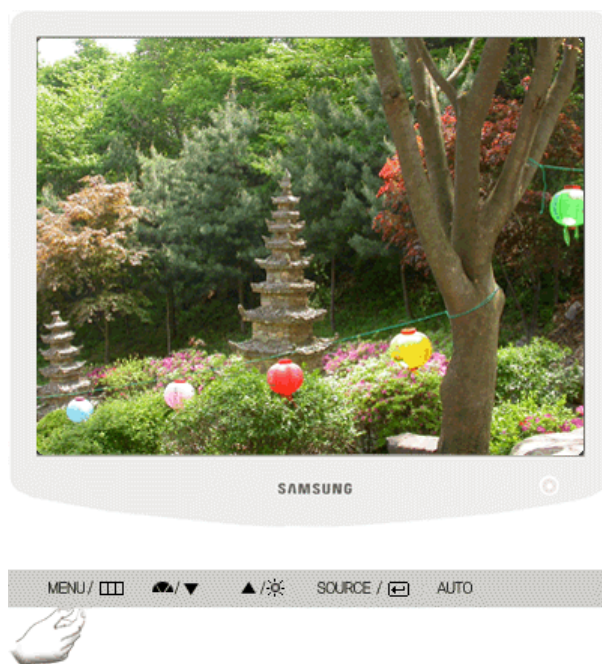 SAMSUNG
MENU / ▥ ◠/▼ ▲/☼ SOURCE / ↵ AUTO